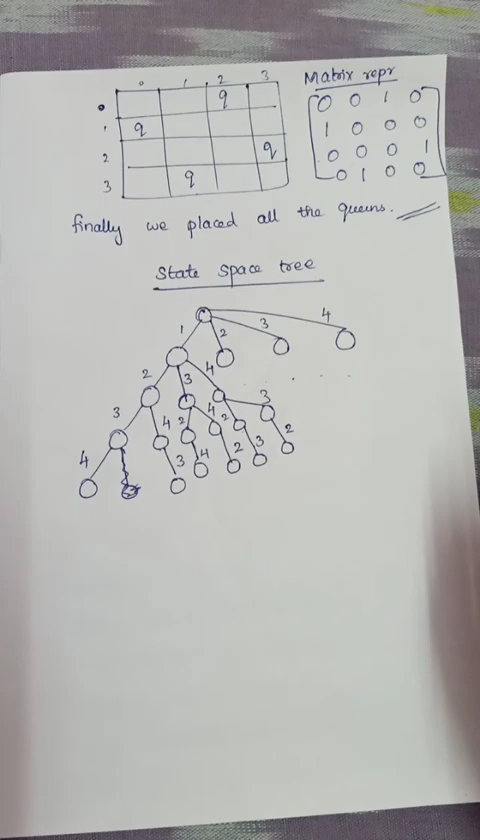 0 1 2 3
Matrix repr
0 q
1 q
2 q
3 q
0 0 1 0
1 0 0 0
0 0 0 1
0 1 0 0
finally we placed all the queens.
State space tree
1 2 3 4
2 3 4
3 4 2 4 2 3
4 3 4 2 3 2